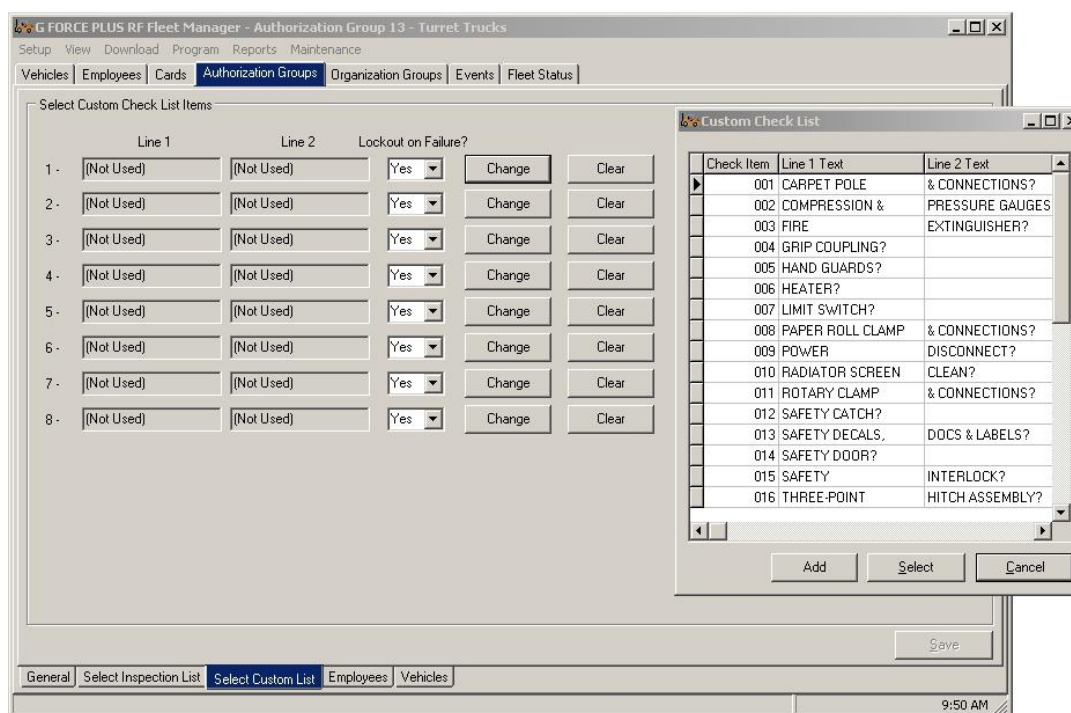 G FORCE PLUS RF Fleet Manager - Authorization Group 13 - Turret Trucks
Setup View Download Program Reports Maintenance
Vehicles Employees Cards Authorization Groups Organization Groups Events Fleet Status
Select Custom Check List Items
Line 1 Line 2 Lockout on Failure?
1 - (Not Used) (Not Used) Yes Change Clear
2 - (Not Used) (Not Used) Yes Change Clear
3 - (Not Used) (Not Used) Yes Change Clear
4 - (Not Used) (Not Used) Yes Change Clear
5 - (Not Used) (Not Used) Yes Change Clear
6 - (Not Used) (Not Used) Yes Change Clear
7 - (Not Used) (Not Used) Yes Change Clear
8 - (Not Used) (Not Used) Yes Change Clear
Custom Check List
Check Item Line 1 Text Line 2 Text
001 CARPET POLE & CONNECTIONS?
002 COMPRESSION & PRESSURE GAUGES
003 FIRE EXTINGUISHER?
004 GRIP COUPLING?
005 HAND GUARDS?
006 HEATER?
007 LIMIT SWITCH?
008 PAPER ROLL CLAMP & CONNECTIONS?
009 POWER DISCONNECT?
010 RADIATOR SCREEN CLEAN?
011 ROTARY CLAMP & CONNECTIONS?
012 SAFETY CATCH?
013 SAFETY DECALS, DOCS & LABELS?
014 SAFETY DOOR?
015 SAFETY INTERLOCK?
016 THREE-POINT HITCH ASSEMBLY?
Add Select Cancel
Save
General Select Inspection List Select Custom List Employees Vehicles
9:50 AM